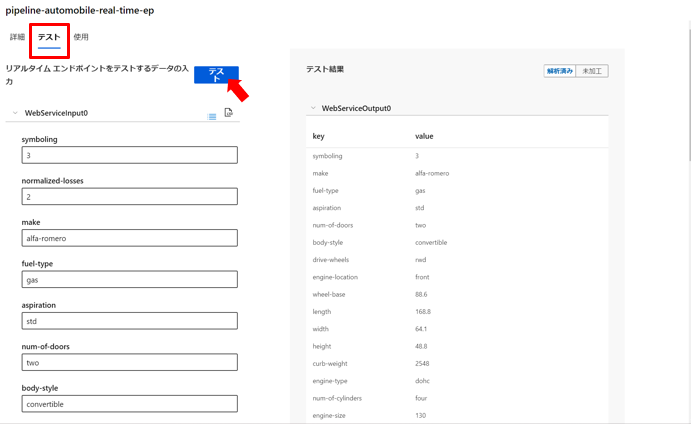 pipeline-automobile-real-time-ep
詳細 テスト 使用
リアルタイム エンドポイントをテストするデータの入
力
テス
ト
WebServiceInput0
symboling
3
normalized-losses
2
make
alfa-romero
fuel-type
gas
aspiration
std
num-of-doors
two
body-style
convertible
テスト結果
解析済み 未加工
WebServiceOutput0
key value
symboling 3
make alfa-romero
fuel-type gas
aspiration std
num-of-doors two
body-style convertible
drive-wheels rwd
engine-location front
wheel-base 88.6
length 168.8
width 64.1
height 48.8
curb-weight 2548
engine-type dohc
num-of-cylinders four
engine-size 130